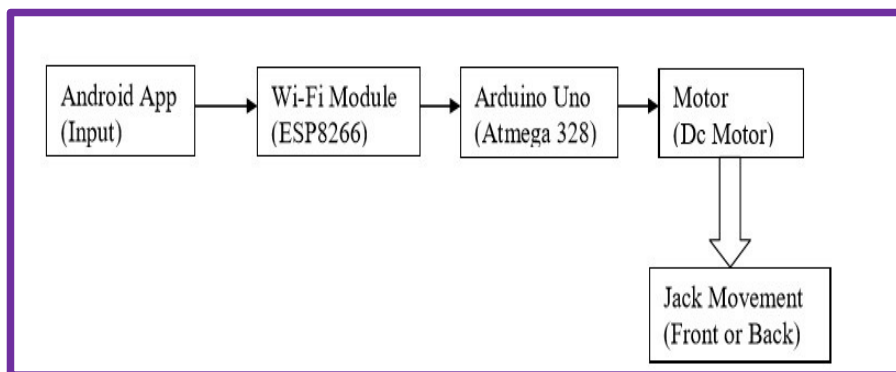 Android App
(Input)
Wi-Fi Module
(ESP8266)
Arduino Uno
(Atmega 328)
Motor
(Dc Motor)
Jack Movement
(Front or Back)